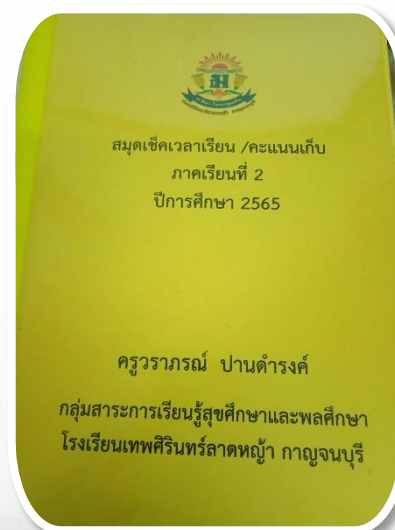 สมุดเช็คเวลาเรียน /คะแนนเก็บ
ภาคเรียนที่ 2
ปีการศึกษา 2565
ครูวราภรณ์ ปานดำรงค์
กลุ่มสาระการเรียนรู้สุขศึกษาและพลศึกษา
โรงเรียนเทพศิรินทร์ลาดหญ้า กาญจนบุรี